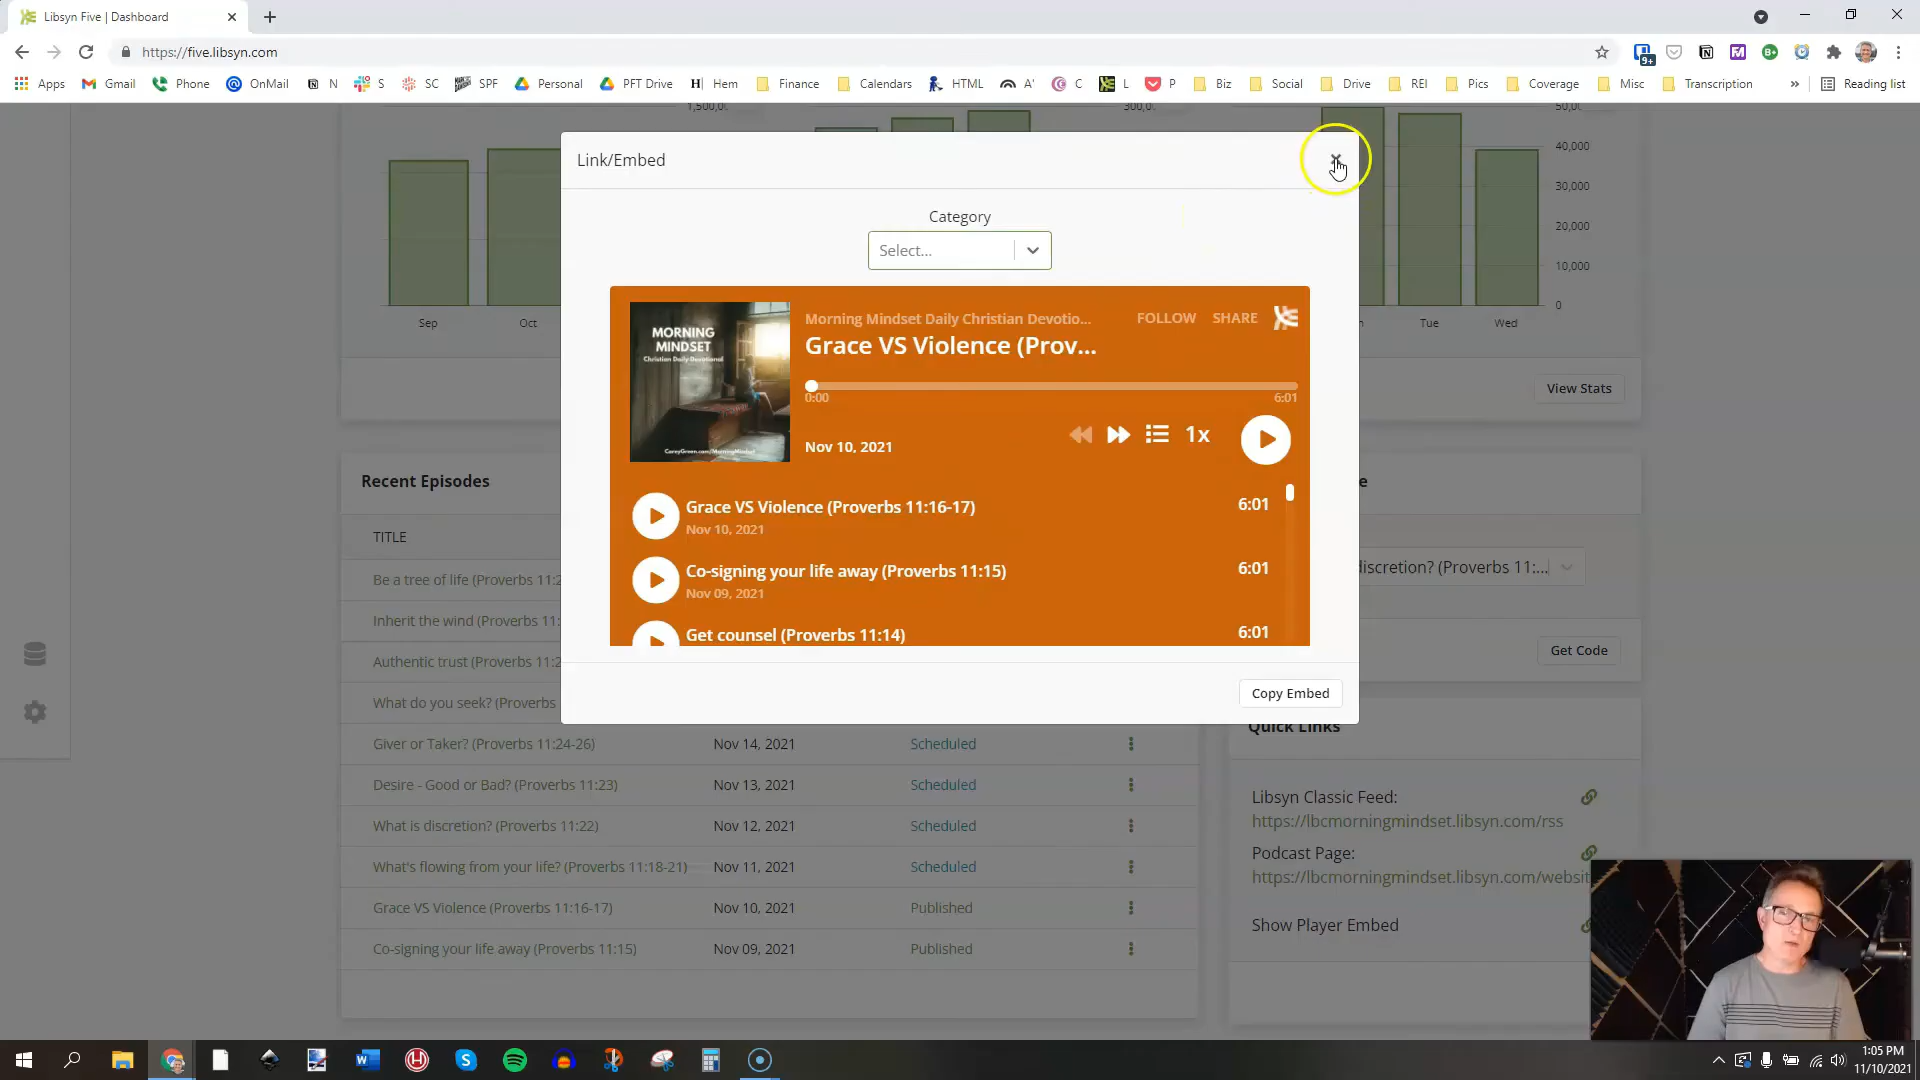 Libsyn Five | Dashboard
https://five.libsyn.com
9+
Apps Gmail Phone OnMail N S SC SPF Personal PFT Drive Hem Finance Calendars HTML A' C L P Biz Social Drive REI Pics Coverage Misc Transcription » Reading list
Link/Embed
Category
Select...
MORNING
MINDSET
Christian Daily Devotional
CareyGreen.com/MorningMindset
Morning Mindset Daily Christian Devotio...
FOLLOW SHARE
Grace VS Violence (Prov...
0:00 6:01
Nov 10, 2021
1x
Grace VS Violence (Proverbs 11:16-17) 6:01
Nov 10, 2021
Co-signing your life away (Proverbs 11:15) 6:01
Nov 09, 2021
Get counsel (Proverbs 11:14) 6:01
Copy Embed
1,500,0
300,0
50,0
40,000
30,000
20,000
10,000
0
Sep Oct Tue Wed
View Stats
Recent Episodes
TITLE
Be a tree of life (Proverbs 11:2
Inherit the wind (Proverbs 11:
Authentic trust (Proverbs 11:2
What do you seek? (Proverbs
Giver or Taker? (Proverbs 11:24-26) Nov 14, 2021 Scheduled
Desire - Good or Bad? (Proverbs 11:23) Nov 13, 2021 Scheduled
What is discretion? (Proverbs 11:22) Nov 12, 2021 Scheduled
What's flowing from your life? (Proverbs 11:18-21) Nov 11, 2021 Scheduled
Grace VS Violence (Proverbs 11:16-17) Nov 10, 2021 Published
Co-signing your life away (Proverbs 11:15) Nov 09, 2021 Published
e
discretion? (Proverbs 11:...
Get Code
Quick Links
Libsyn Classic Feed:
https://lbcmorningmindset.libsyn.com/rss
Podcast Page:
https://lbcmorningmindset.libsyn.com/websit
Show Player Embed
1:05 PM
11/10/2021